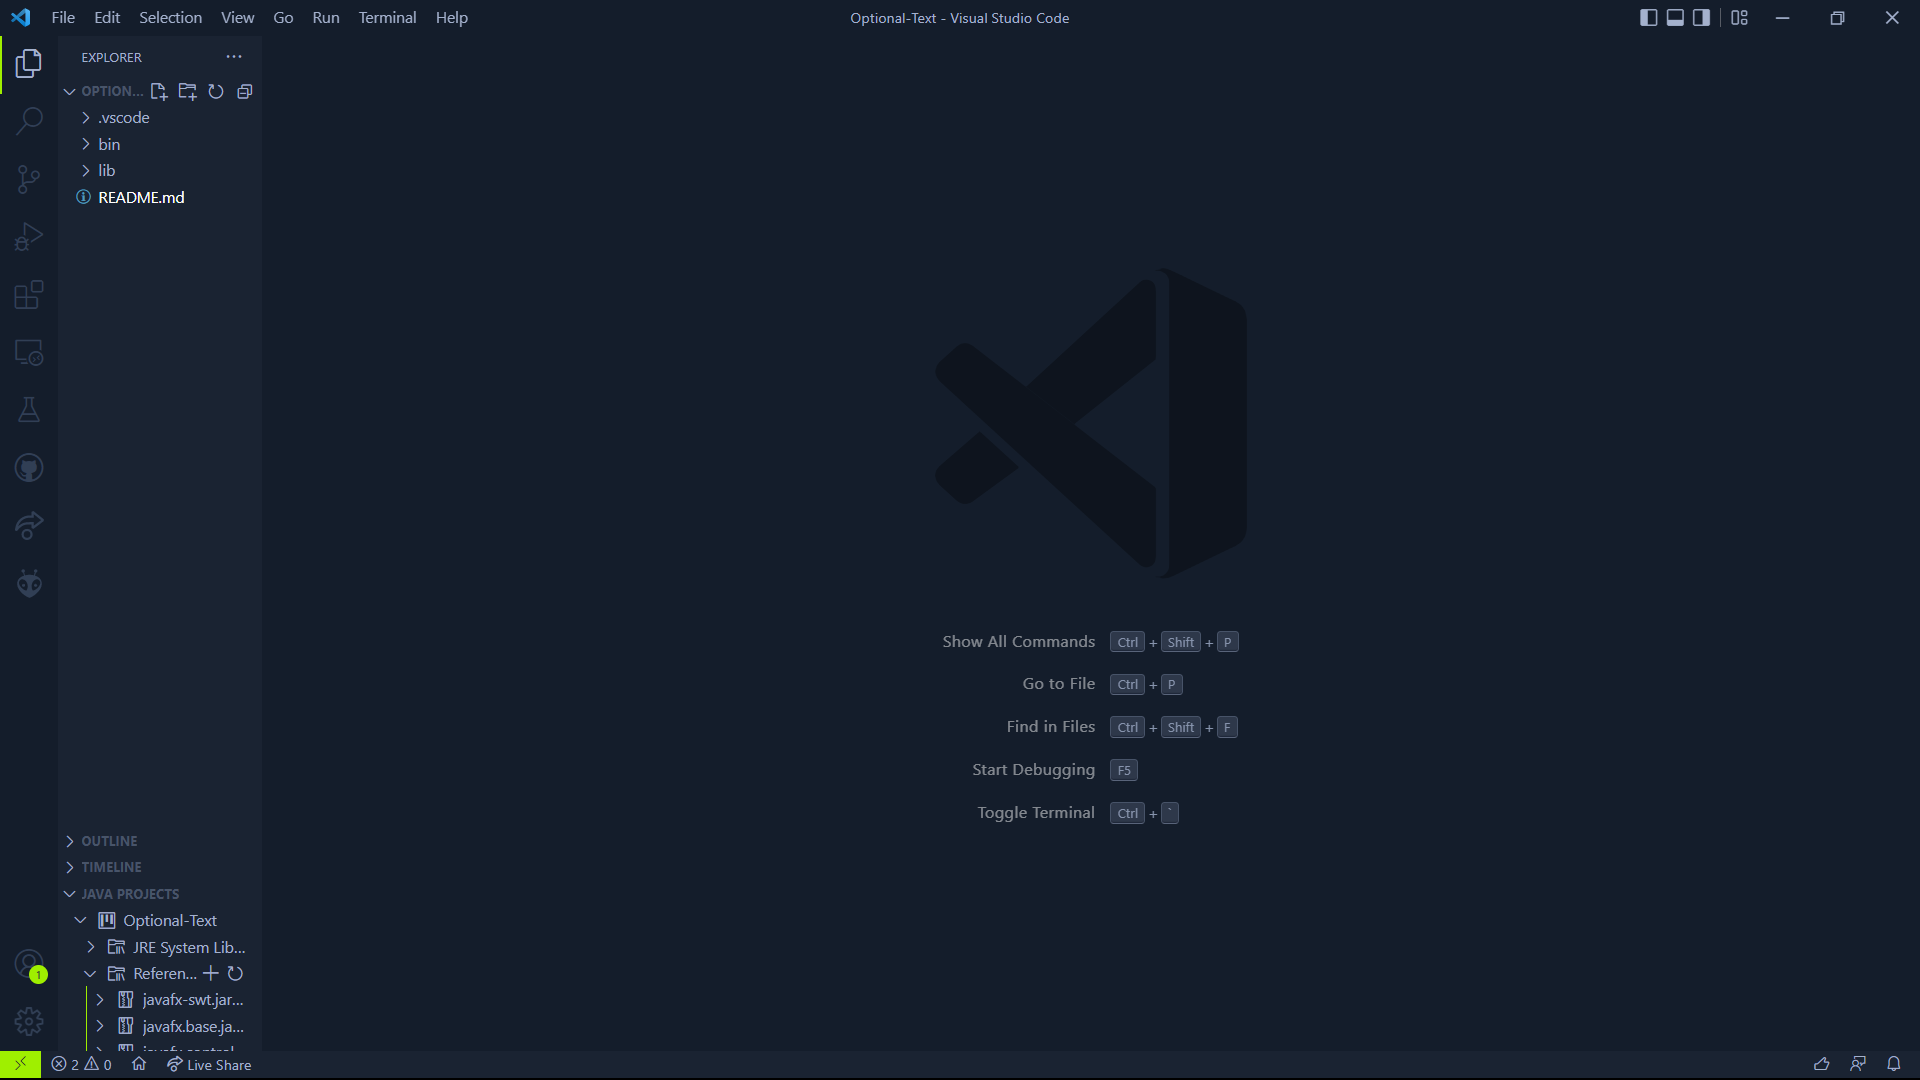 File Edit Selection View Go Run Terminal Help
Optional-Text - Visual Studio Code
EXPLORER
OPTION...
.vscode
bin
lib
README.md
Show All Commands Ctrl + Shift + P
Go to File Ctrl + P
Find in Files Ctrl + Shift + F
Start Debugging F5
Toggle Terminal Ctrl + `
OUTLINE
TIMELINE
JAVA PROJECTS
Optional-Text
JRE System Lib...
Referen...
javafx-swt.jar...
javafx.base.ja...
1
2 0 Live Share